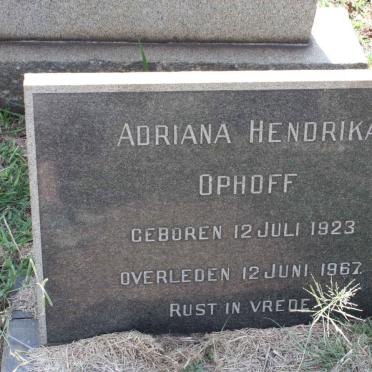 ADRIANA HENDRIKA
OPHOFF
GEBOREN 12 JULI 1923
OVERLEDEN 12 JUNI 1967.
RUST IN VREDE